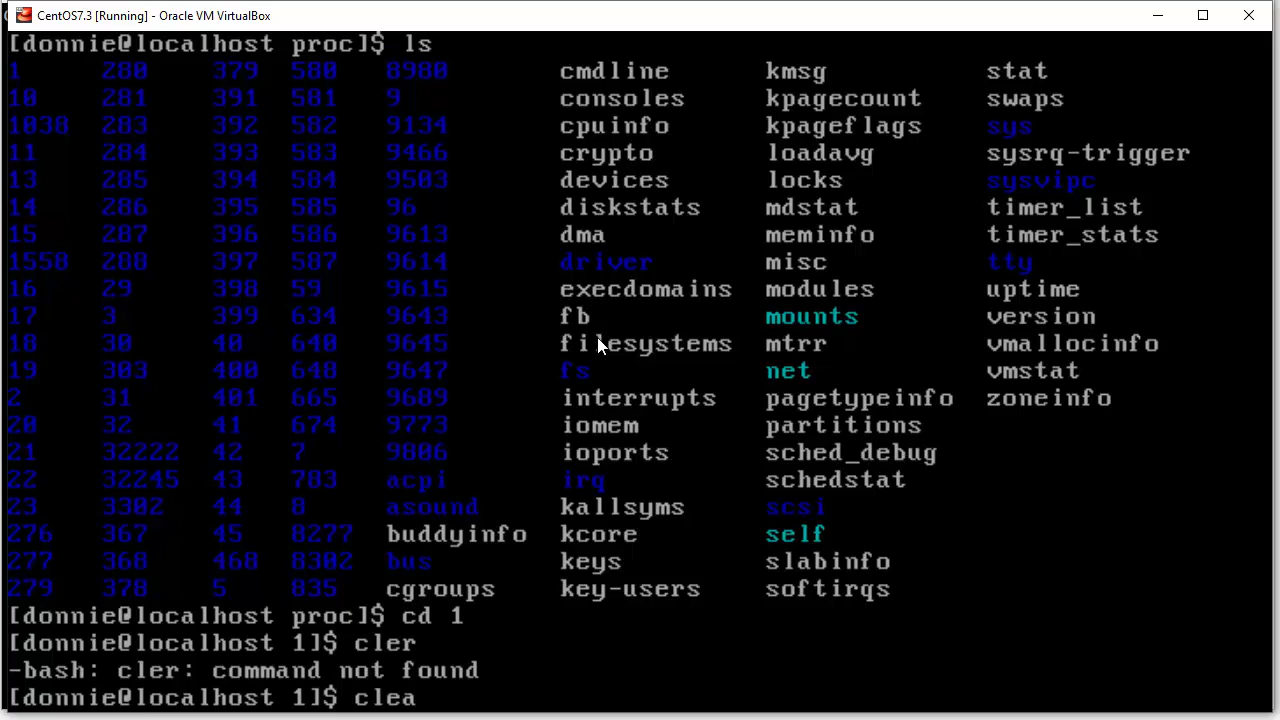 CentOS7.3 [Running] - Oracle VM VirtualBox
[donnie@localhost proc]$ ls
1 280 379 580 8980 cmdline kmsg stat
10 281 391 581 9 consoles kpagecount swaps
1038 283 392 582 9134 cpuinfo kpageflags sys
11 284 393 583 9466 crypto loadavg sysrq-trigger
13 285 394 584 9503 devices locks sysvipc
14 286 395 585 96 diskstats mdstat timer_list
15 287 396 586 9613 dma meminfo timer_stats
1558 288 397 587 9614 driver misc tty
16 29 398 59 9615 execdomains modules uptime
17 3 399 634 9643 fb mounts version
18 30 40 640 9645 filesystems mtrr vmallocinfo
19 303 400 648 9647 fs net vmstat
2 31 401 665 9689 interrupts pagetypeinfo zoneinfo
20 32 41 674 9773 iomem partitions
21 32222 42 7 9806 ioports sched_debug
22 32245 43 783 acpi irq schedstat
23 3302 44 8 asound kallsyms scsi
276 367 45 8277 buddyinfo kcore self
277 368 468 8302 bus keys slabinfo
279 378 5 835 cgroups key-users softirqs
[donnie@localhost proc]$ cd 1
[donnie@localhost 1]$ cler
-bash: cler: command not found
[donnie@localhost 1]$ clea